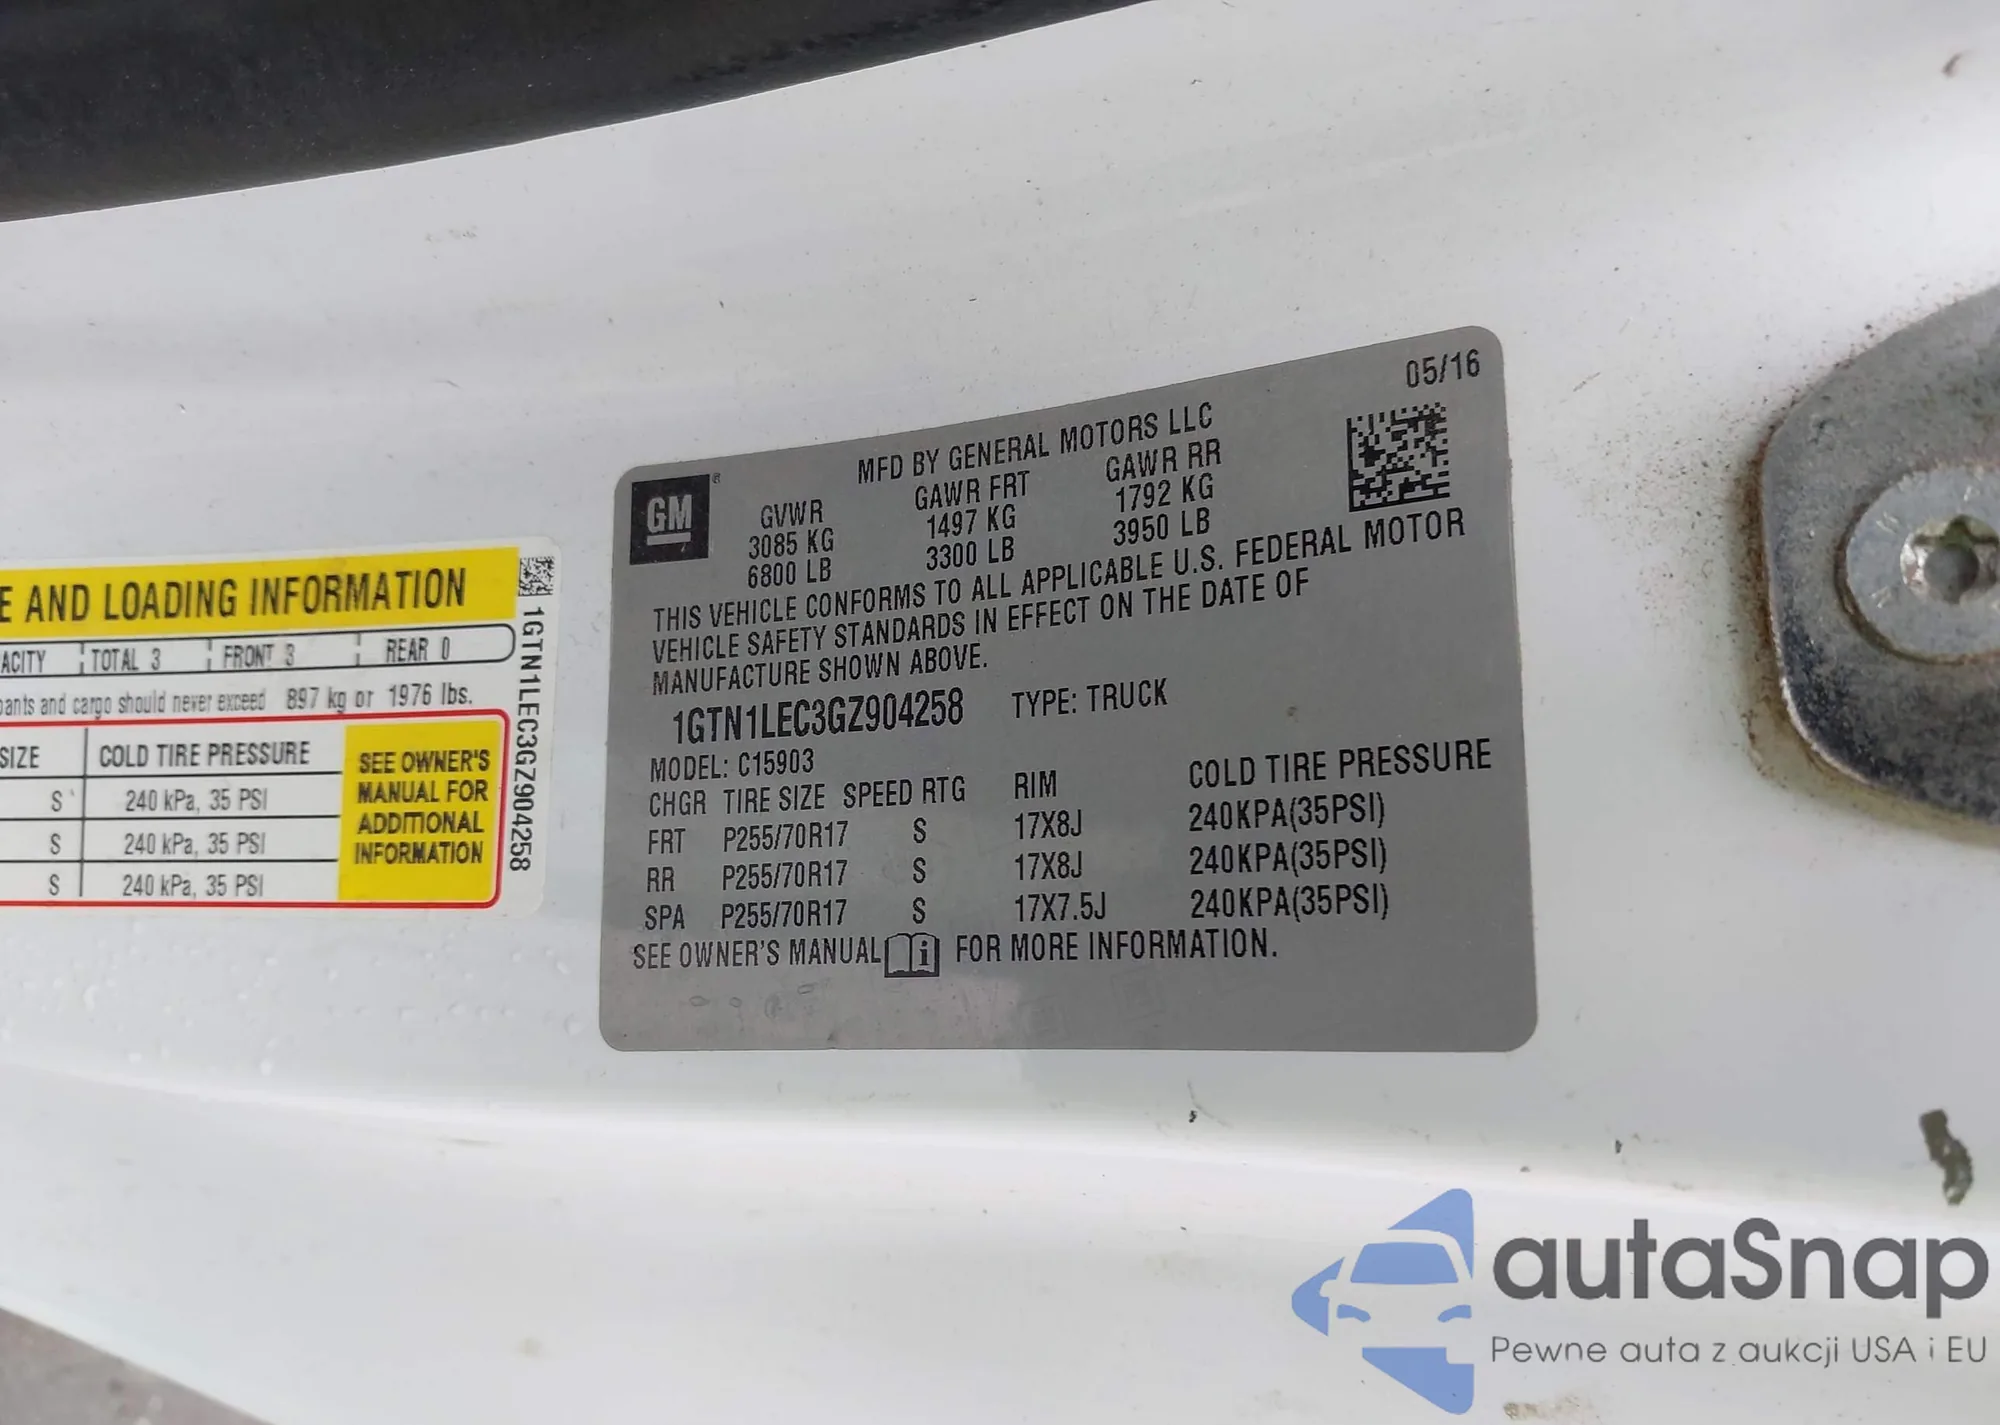 E AND LOADING INFORMATION
ACITY TOTAL 3 FRONT 3 REAR 0
pants and cargo should never exceed 897 kg or 1976 lbs.
SIZE COLD TIRE PRESSURE
S 240 kPa, 35 PSI
S 240 kPa, 35 PSI
S 240 kPa, 35 PSI
SEE OWNER'S
MANUAL FOR
ADDITIONAL
INFORMATION
1GTN1LEC3GZ904258
05/16
GM
MFD BY GENERAL MOTORS LLC
GVWR GAWR FRT GAWR RR
3085 KG 1497 KG 1792 KG
6800 LB 3300 LB 3950 LB
THIS VEHICLE CONFORMS TO ALL APPLICABLE U.S. FEDERAL MOTOR
VEHICLE SAFETY STANDARDS IN EFFECT ON THE DATE OF
MANUFACTURE SHOWN ABOVE.
1GTN1LEC3GZ904258 TYPE: TRUCK
MODEL: C15903
CHGR TIRE SIZE SPEED RTG RIM COLD TIRE PRESSURE
FRT P255/70R17 S 17X8J 240KPA(35PSI)
RR P255/70R17 S 17X8J 240KPA(35PSI)
SPA P255/70R17 S 17X7.5J 240KPA(35PSI)
SEE OWNER'S MANUAL i FOR MORE INFORMATION.
autaSnap
Pewne auta z aukcji USA i EU